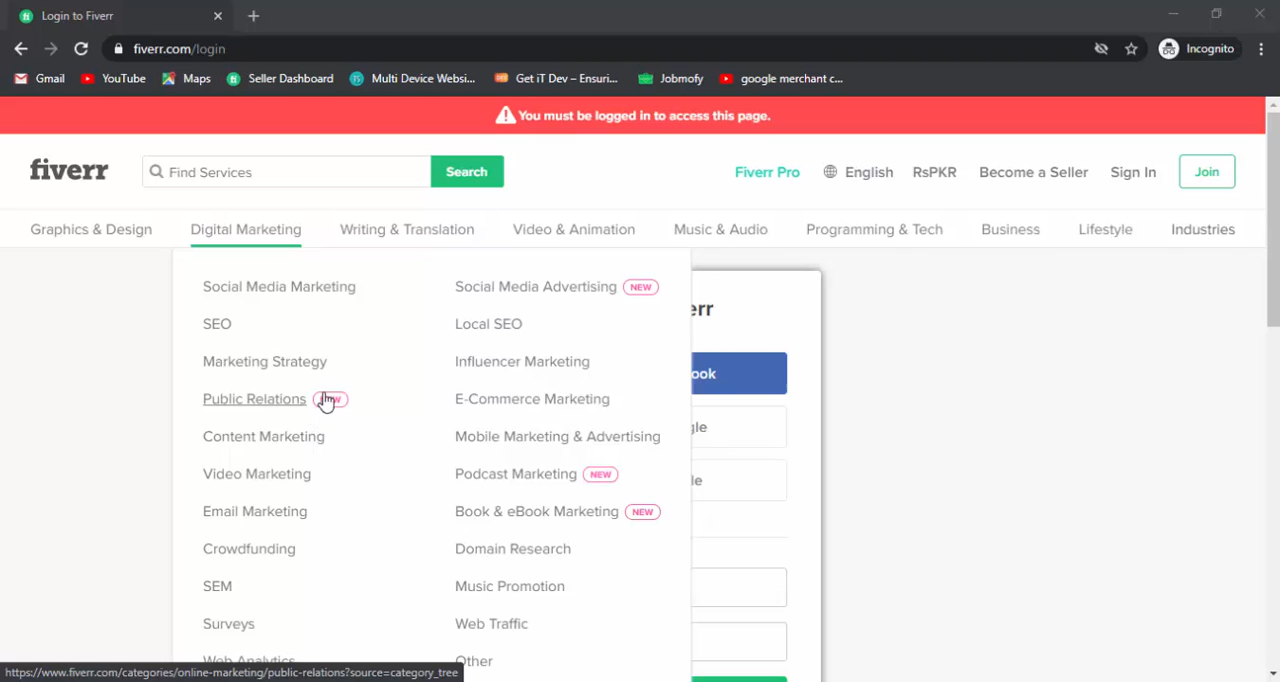 Login to Fiverr
fiverr.com/login
Incognito
Gmail YouTube Maps Seller Dashboard Multi Device Websi... Get iT Dev – Ensuri... Jobmofy google merchant c...
You must be logged in to access this page.
fiverr Find Services Search Fiverr Pro English RsPKR Become a Seller Sign In Join
Graphics & Design Digital Marketing Writing & Translation Video & Animation Music & Audio Programming & Tech Business Lifestyle Industries
Social Media Marketing Social Media Advertising NEW
err
SEO Local SEO
Marketing Strategy Influencer Marketing
ook
Public Relations E-Commerce Marketing
gle
Content Marketing Mobile Marketing & Advertising
Video Marketing Podcast Marketing NEW
le
Email Marketing Book & eBook Marketing NEW
Crowdfunding Domain Research
SEM Music Promotion
Surveys Web Traffic
Web Analytics Other
https://www.fiverr.com/categories/online-marketing/public-relations?source=category_tree